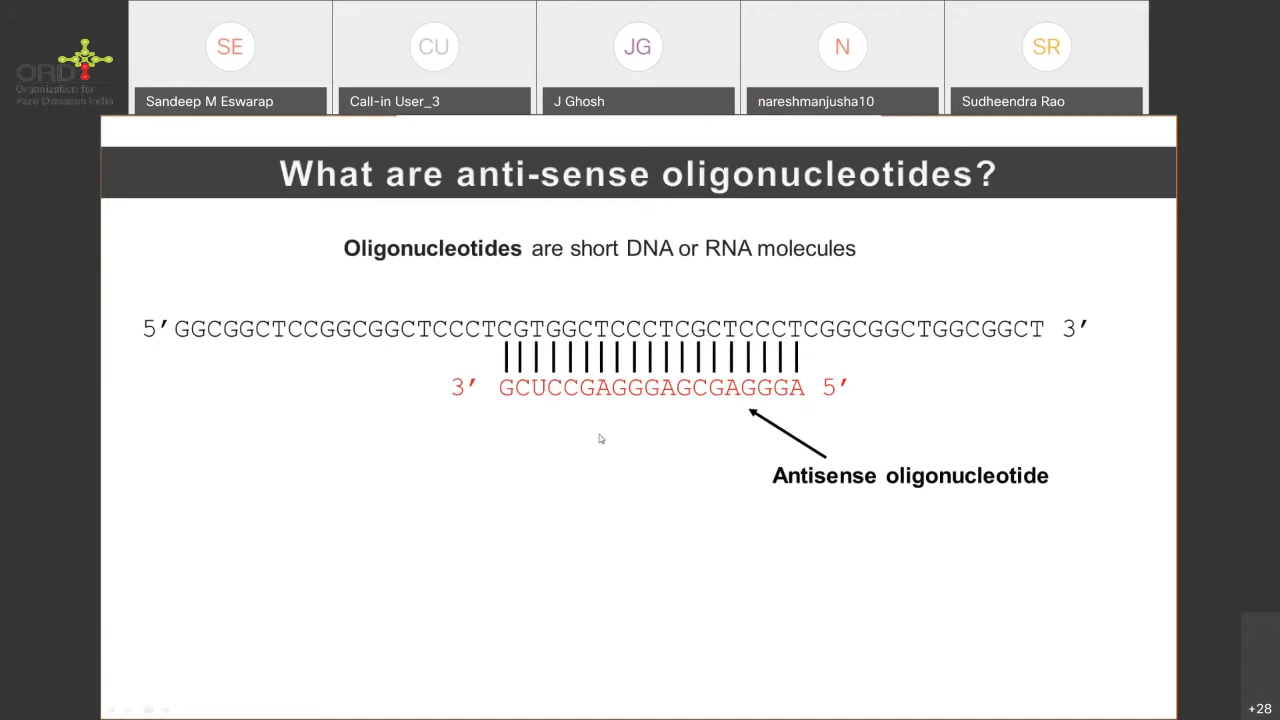 SE
CU
JG
N
SR
ORDI
Organization for
Rare Diseases India
Sandeep M Eswarap
Call-in User_3
J Ghosh
nareshmanjusha10
Sudheendra Rao
What are anti-sense oligonucleotides?
Oligonucleotides are short DNA or RNA molecules
5’GGCGGCTCCGGCGGCTCCCTCGTGGCTCCCTCGCTCCCTCGGCGGCTGGCGGCT 3’
3’ GCUCCGAGGGAGCGAGGGA 5’
Antisense oligonucleotide
+28